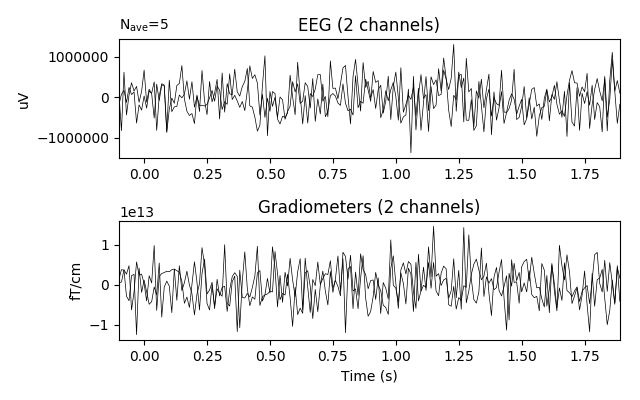 N_ave=5
EEG (2 channels)
1000000
0
−1000000
uV
0.00 0.25 0.50 0.75 1.00 1.25 1.50 1.75
1e13
Gradiometers (2 channels)
1
0
−1
fT/cm
0.00 0.25 0.50 0.75 1.00 1.25 1.50 1.75
Time (s)